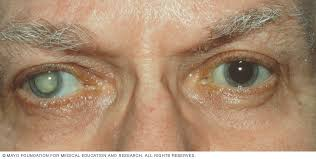 © MAYO FOUNDATION FOR MEDICAL EDUCATION AND RESEARCH. ALL RIGHTS RESERVED.